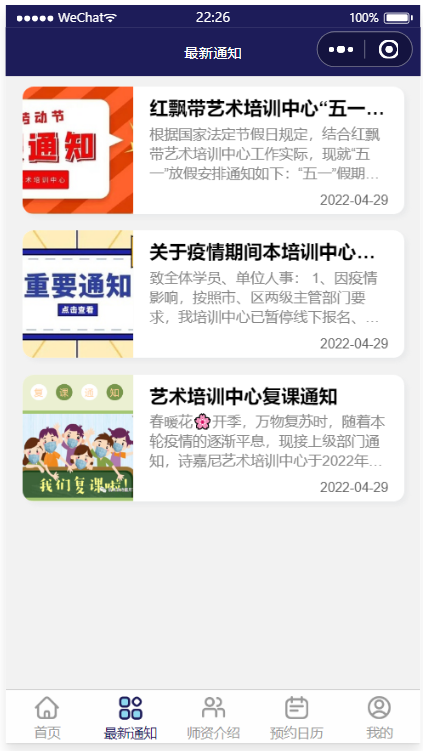 WeChat
22:26
100%
最新通知
活动节
通知
术培训中心
红飘带艺术培训中心“五一...
根据国家法定节假日规定，结合红飘
带艺术培训中心工作实际，现就“五
一”放假安排通知如下：“五一”假期...
2022-04-29
重要通知
点击查看
关于疫情期间本培训中心...
致全体学员、单位人事： 1、因疫情
影响，按照市、区两级主管部门要
求，我培训中心已暂停线下报名、...
2022-04-29
复课通知
我们复课啦！
艺术培训中心复课通知
春暖花🌸开季，万物复苏时，随着本
轮疫情的逐渐平息，现接上级部门通
知，诗嘉尼艺术培训中心于2022年...
2022-04-29
首页
最新通知
师资介绍
预约日历
我的